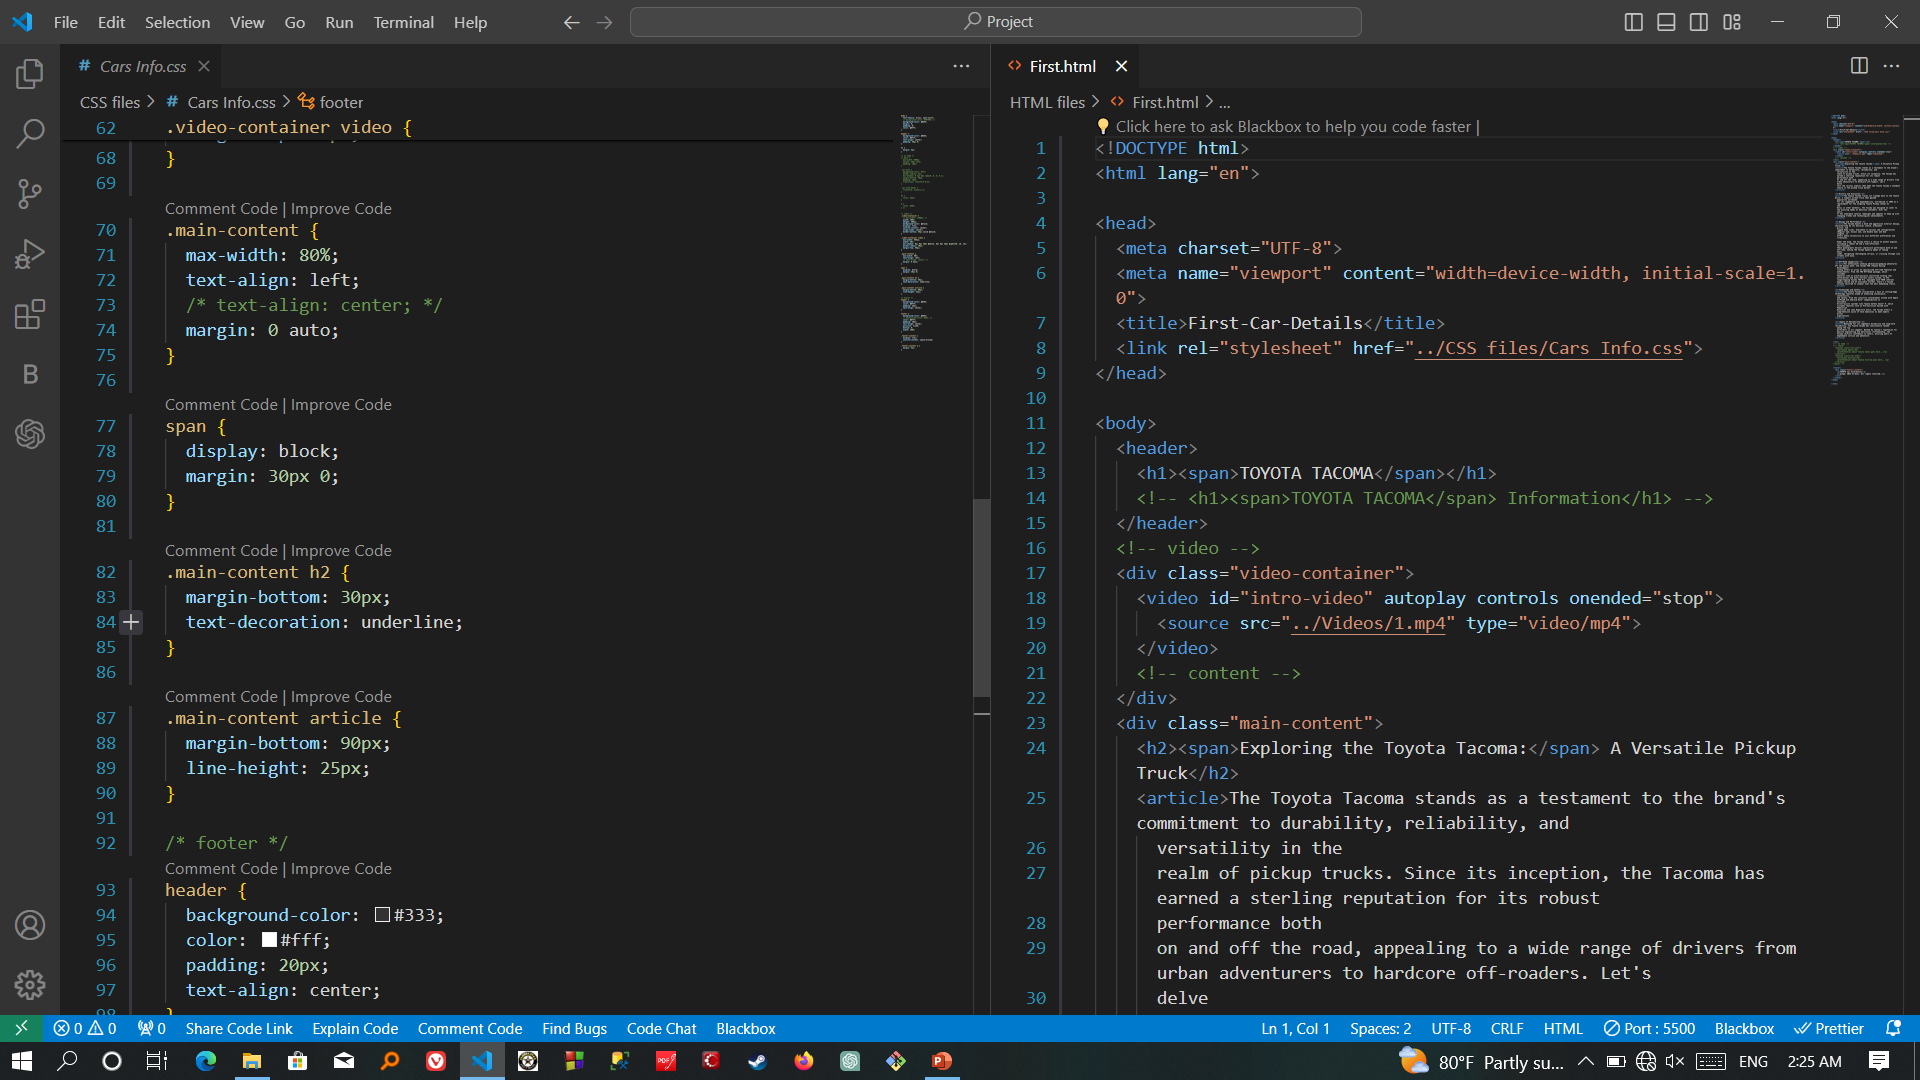 File Edit Selection View Go Run Terminal Help
Project
# Cars Info.css
CSS files > # Cars Info.css > footer
62 .video-container video {
68 }
69
Comment Code | Improve Code
70 .main-content {
71 max-width: 80%;
72 text-align: left;
73 /* text-align: center; */
74 margin: 0 auto;
75 }
76
Comment Code | Improve Code
77 span {
78 display: block;
79 margin: 30px 0;
80 }
81
Comment Code | Improve Code
82 .main-content h2 {
83 margin-bottom: 30px;
84 text-decoration: underline;
85 }
86
Comment Code | Improve Code
87 .main-content article {
88 margin-bottom: 90px;
89 line-height: 25px;
90 }
91
92 /* footer */
Comment Code | Improve Code
93 header {
94 background-color: #333;
95 color: #fff;
96 padding: 20px;
97 text-align: center;
98 }
<> First.html
HTML files > <> First.html > ...
Click here to ask Blackbox to help you code faster |
1 <!DOCTYPE html>
2 <html lang="en">
3
4 <head>
5 <meta charset="UTF-8">
6 <meta name="viewport" content="width=device-width, initial-scale=1.
0">
7 <title>First-Car-Details</title>
8 <link rel="stylesheet" href="../CSS files/Cars Info.css">
9 </head>
10
11 <body>
12 <header>
13 <h1><span>TOYOTA TACOMA</span></h1>
14 <!-- <h1><span>TOYOTA TACOMA</span> Information</h1> -->
15 </header>
16 <!-- video -->
17 <div class="video-container">
18 <video id="intro-video" autoplay controls onended="stop">
19 <source src="../Videos/1.mp4" type="video/mp4">
20 </video>
21 <!-- content -->
22 </div>
23 <div class="main-content">
24 <h2><span>Exploring the Toyota Tacoma:</span> A Versatile Pickup
Truck</h2>
25 <article>The Toyota Tacoma stands as a testament to the brand's
commitment to durability, reliability, and
26 versatility in the
27 realm of pickup trucks. Since its inception, the Tacoma has
earned a sterling reputation for its robust
28 performance both
29 on and off the road, appealing to a wide range of drivers from
urban adventurers to hardcore off-roaders. Let's
30 delve
0 0 0 Share Code Link Explain Code Comment Code Find Bugs Code Chat Blackbox
Ln 1, Col 1 Spaces: 2 UTF-8 CRLF HTML Port : 5500 Blackbox Prettier
80°F Partly su... ENG 2:25 AM